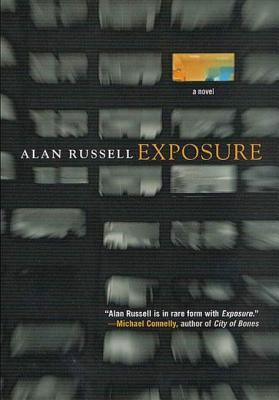 a novel
ALAN RUSSELL EXPOSURE
“Alan Russell is in rare form with Exposure.”
—Michael Connelly, author of City of Bones